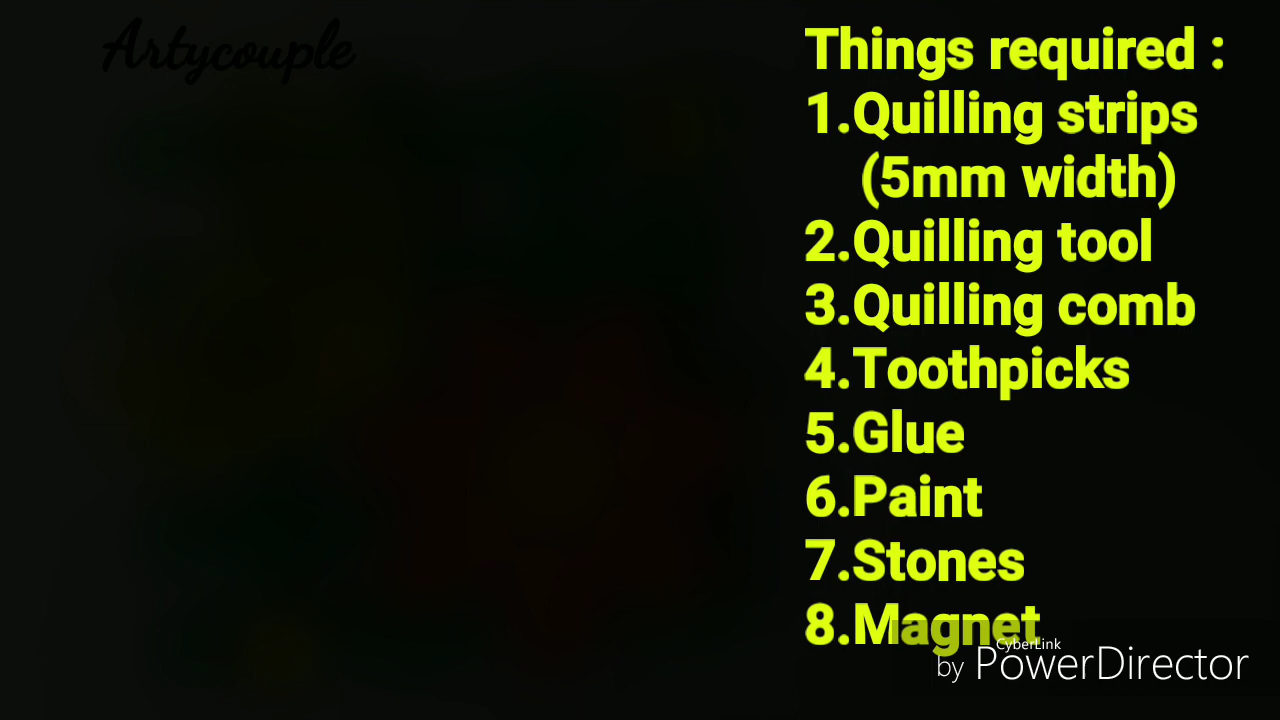 Artycouple
Things required :
1.Quilling strips
(5mm width)
2.Quilling tool
3.Quilling comb
4.Toothpicks
5.Glue
6.Paint
7.Stones
8.Magnet
CyberLink
by PowerDirector